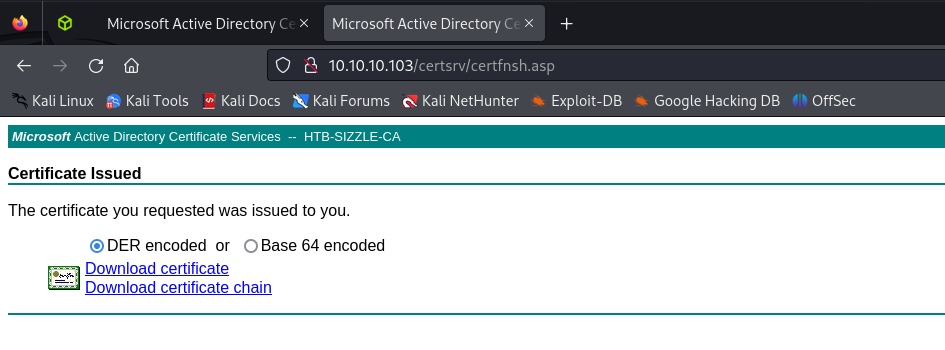 Microsoft Active Directory Ce
Microsoft Active Directory Ce
10.10.10.103/certsrv/certfnsh.asp
Kali Linux Kali Tools Kali Docs Kali Forums Kali NetHunter Exploit-DB Google Hacking DB OffSec
Microsoft Active Directory Certificate Services -- HTB-SIZZLE-CA
Certificate Issued
The certificate you requested was issued to you.
DER encoded or Base 64 encoded
Download certificate
Download certificate chain